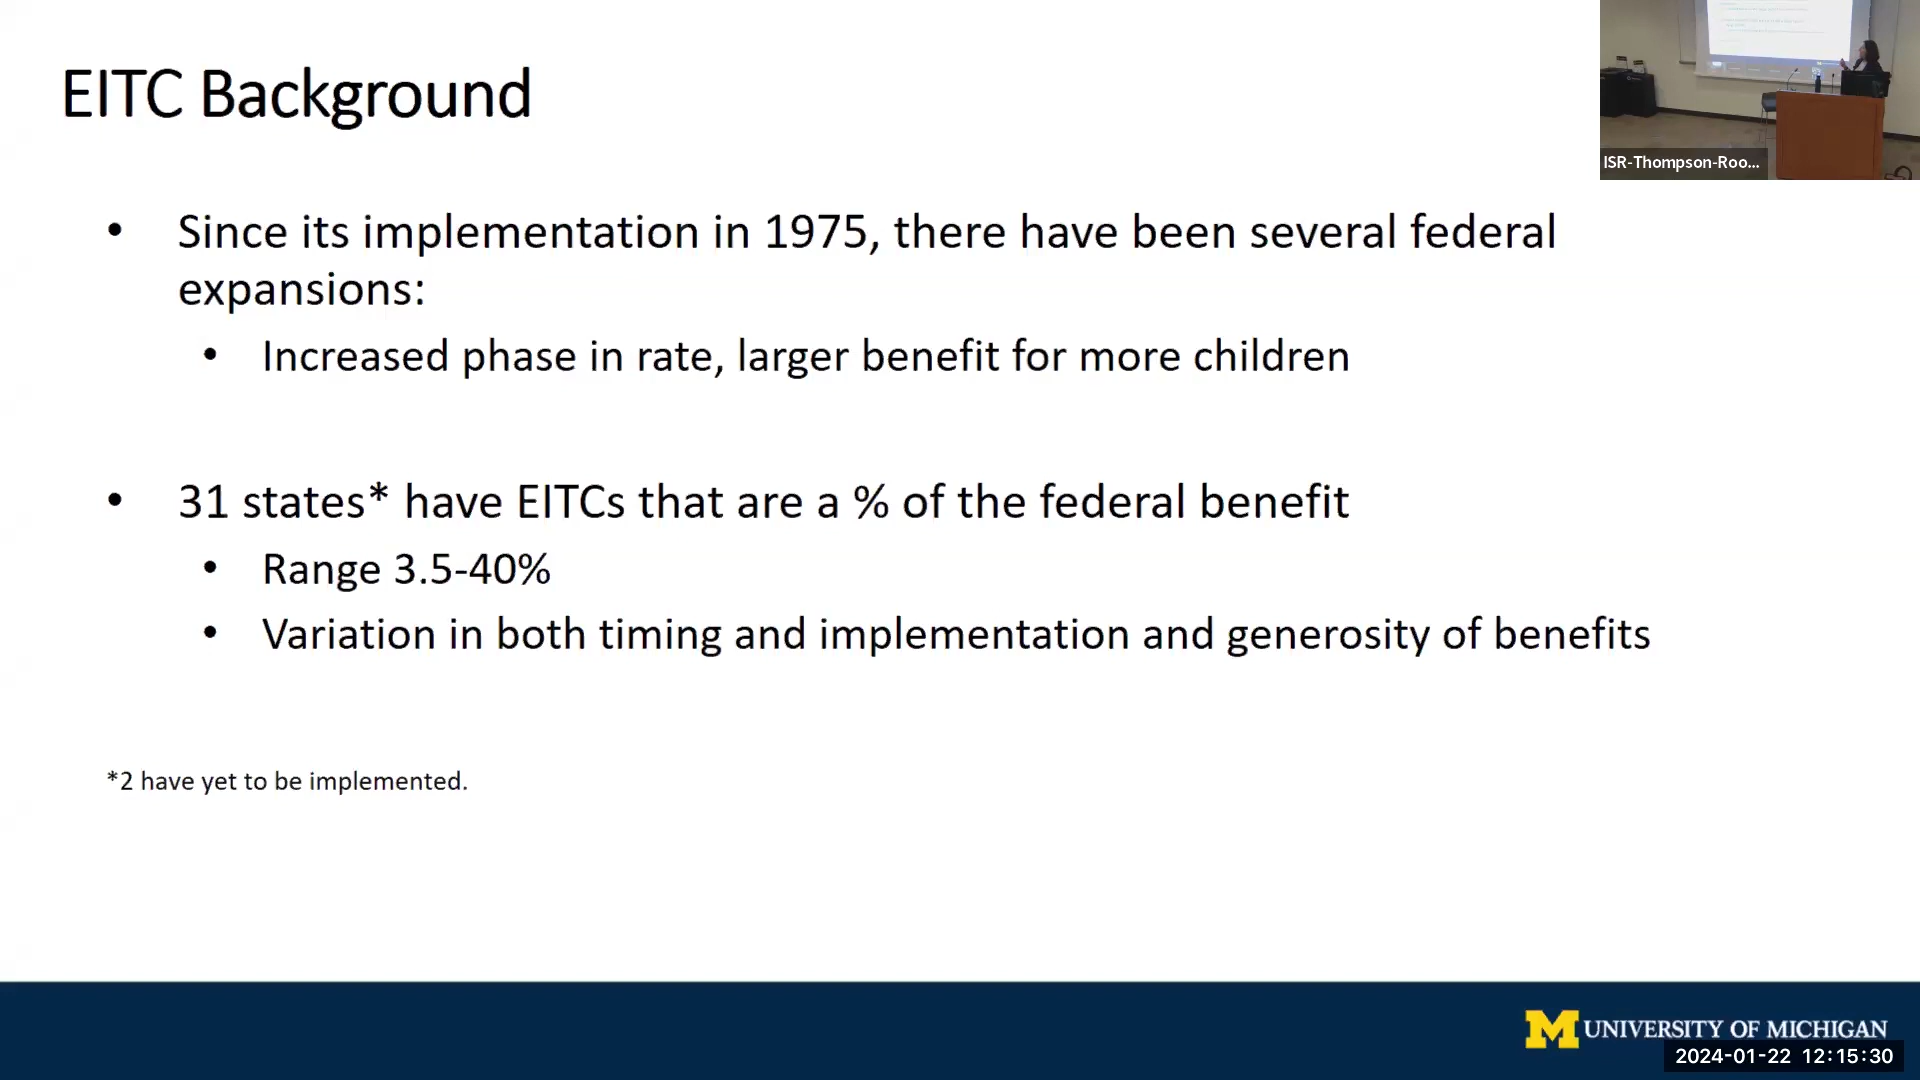 EITC Background
ISR-Thompson-Roo...
• Since its implementation in 1975, there have been several federal
expansions:
• Increased phase in rate, larger benefit for more children
• 31 states* have EITCs that are a % of the federal benefit
• Range 3.5-40%
• Variation in both timing and implementation and generosity of benefits
*2 have yet to be implemented.
M UNIVERSITY OF MICHIGAN
2024-01-22 12:15:30